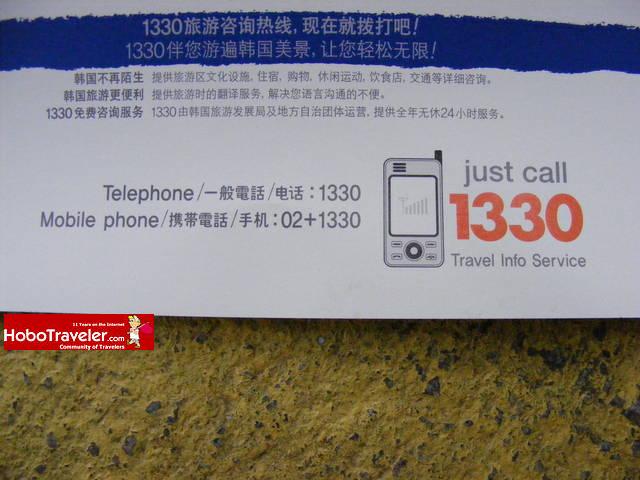 1330旅游咨询热线,现在就拨打吧!
1330伴您游遍韩国美景,让您轻松无限!
韩国不再陌生 提供旅游区文化设施,住宿,购物,休闲运动,饮食店,交通等详细咨询。
韩国旅游更便利 提供旅游时的翻译服务,解决您语言沟通的不便。
1330免费咨询服务 1330由韩国旅游发展局及地方自治团体运营,提供全年无休24小时服务。
Telephone/一般電話/电话:1330
Mobile phone/携帯電話/手机:02+1330
just call
1330
Travel Info Service
11 Years on the Internet
HoboTraveler.com
Community of Travelers